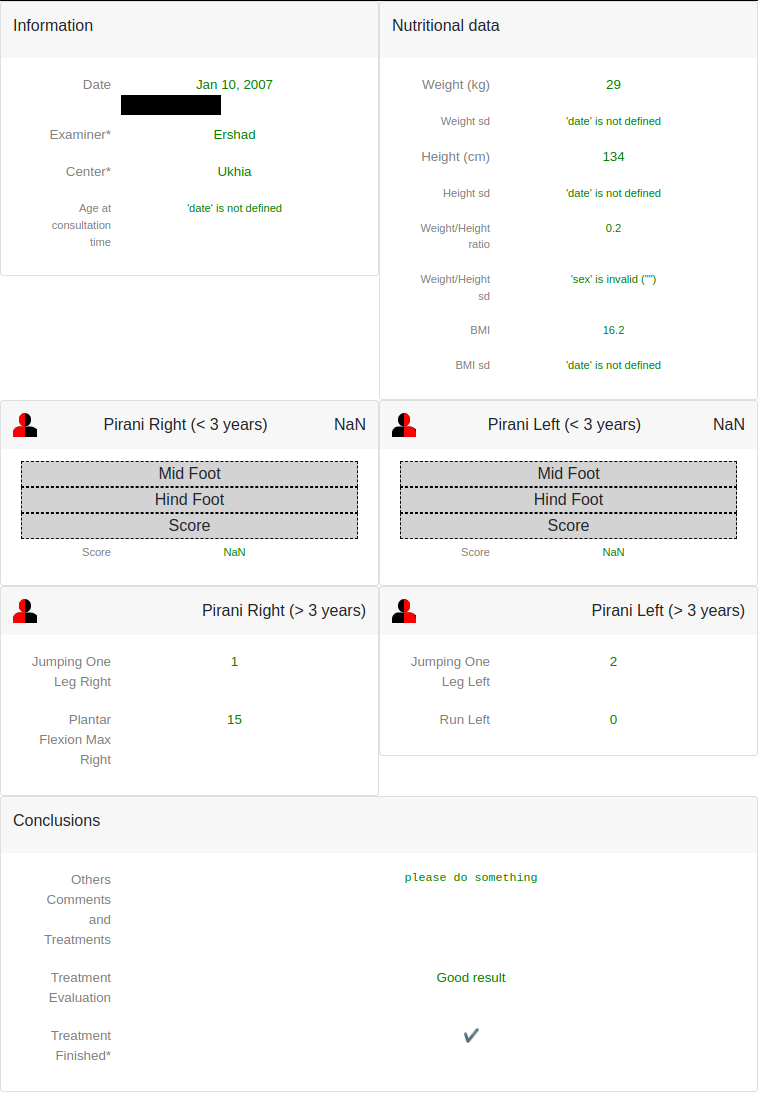 Information
Date Jan 10, 2007
Examiner* Ershad
Center* Ukhia
Age at 'date' is not defined
consultation
time
Nutritional data
Weight (kg) 29
Weight sd 'date' is not defined
Height (cm) 134
Height sd 'date' is not defined
Weight/Height 0.2
ratio
Weight/Height 'sex' is invalid ("")
sd
BMI 16.2
BMI sd 'date' is not defined
Pirani Right (< 3 years) NaN
Mid Foot
Hind Foot
Score
Score NaN
Pirani Left (< 3 years) NaN
Mid Foot
Hind Foot
Score
Score NaN
Pirani Right (> 3 years)
Jumping One 1
Leg Right
Plantar 15
Flexion Max
Right
Pirani Left (> 3 years)
Jumping One 2
Leg Left
Run Left 0
Conclusions
Others please do something
Comments
and
Treatments
Treatment Good result
Evaluation
Treatment ✔
Finished*